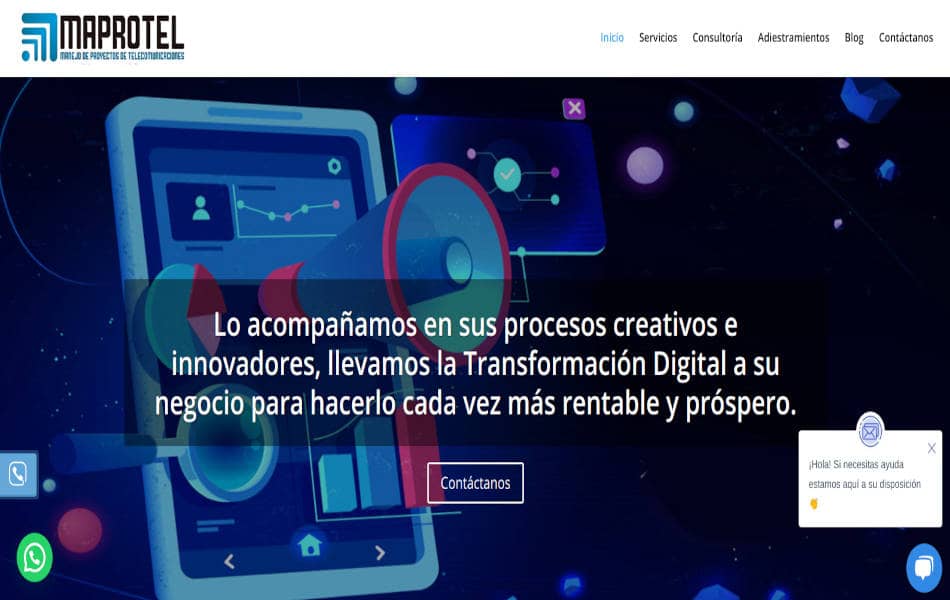 MAPROTEL
MANEJO DE PROYECTOS DE TELECOMUNICACIONES
Inicio Servicios Consultoría Adiestramientos Blog Contáctanos
Lo acompañamos en sus procesos creativos e
innovadores, llevamos la Transformación Digital a su
negocio para hacerlo cada vez más rentable y próspero.
Contáctanos
¡Hola! Si necesitas ayuda
estamos aquí a su disposición